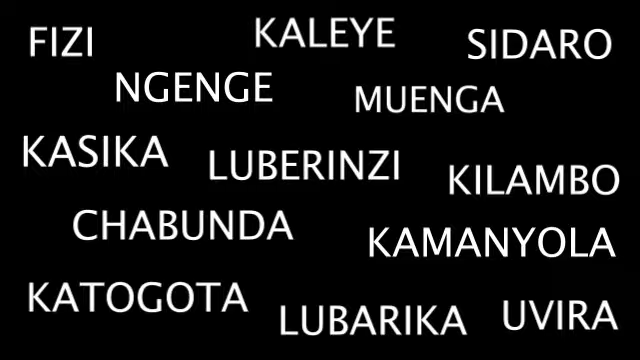 FIZI KALEYE SIDARO
NGENGE MUENGA
KASIKA LUBERINZI KILAMBO
CHABUNDA KAMANYOLA
KATOGOTA LUBARIKA UVIRA